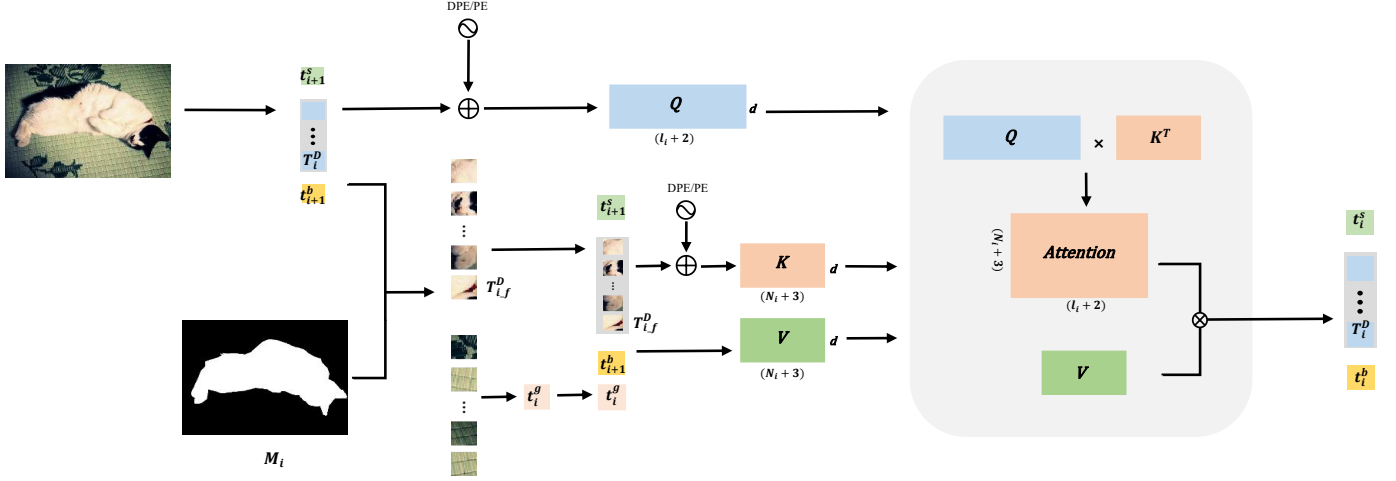 DPE/PE
t^s_{i+1}
T^D_i
t^b_{i+1}
Q
d
(l_i + 2)
M_i
T^D_{i_f}
t^g_i
t^s_{i+1}
T^D_{i_f}
t^b_{i+1}
t^g_i
DPE/PE
K
d
(N_i + 3)
V
d
(N_i + 3)
Q
×
K^T
(N_i + 3)
Attention
(l_i + 2)
V
t^s_i
T^D_i
t^b_i